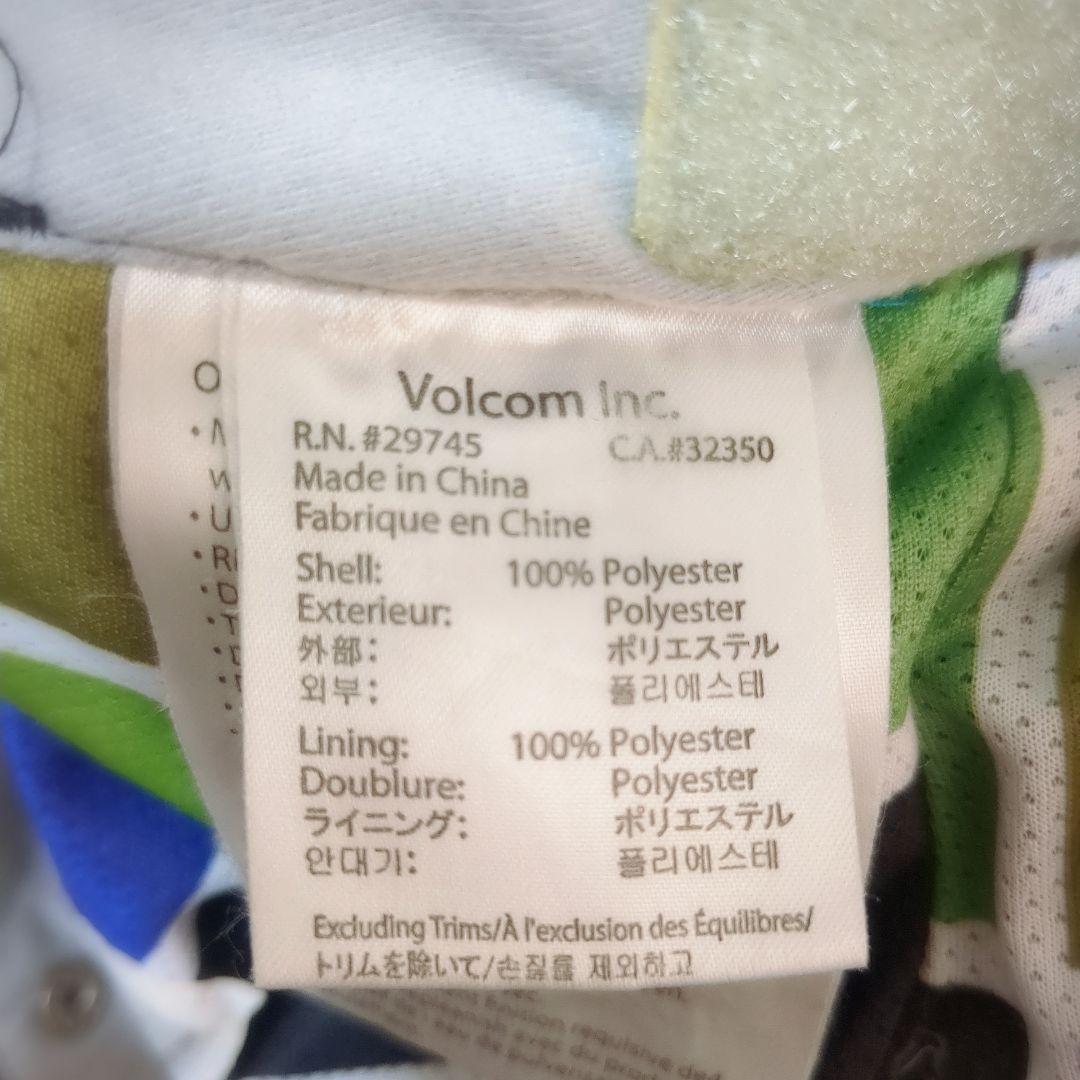 Volcom Inc.
R.N. #29745 C.A.#32350
Made in China
Fabrique en Chine
Shell: 100% Polyester
Exterieur: Polyester
外部: ポリエステル
외부: 플리에스테
Lining: 100% Polyester
Doublure: Polyester
ライニング: ポリエステル
안대기: 플리에스테
Excluding Trims/À l'exclusion des Équilibres/
トリムを除いて/손질를 제외하고